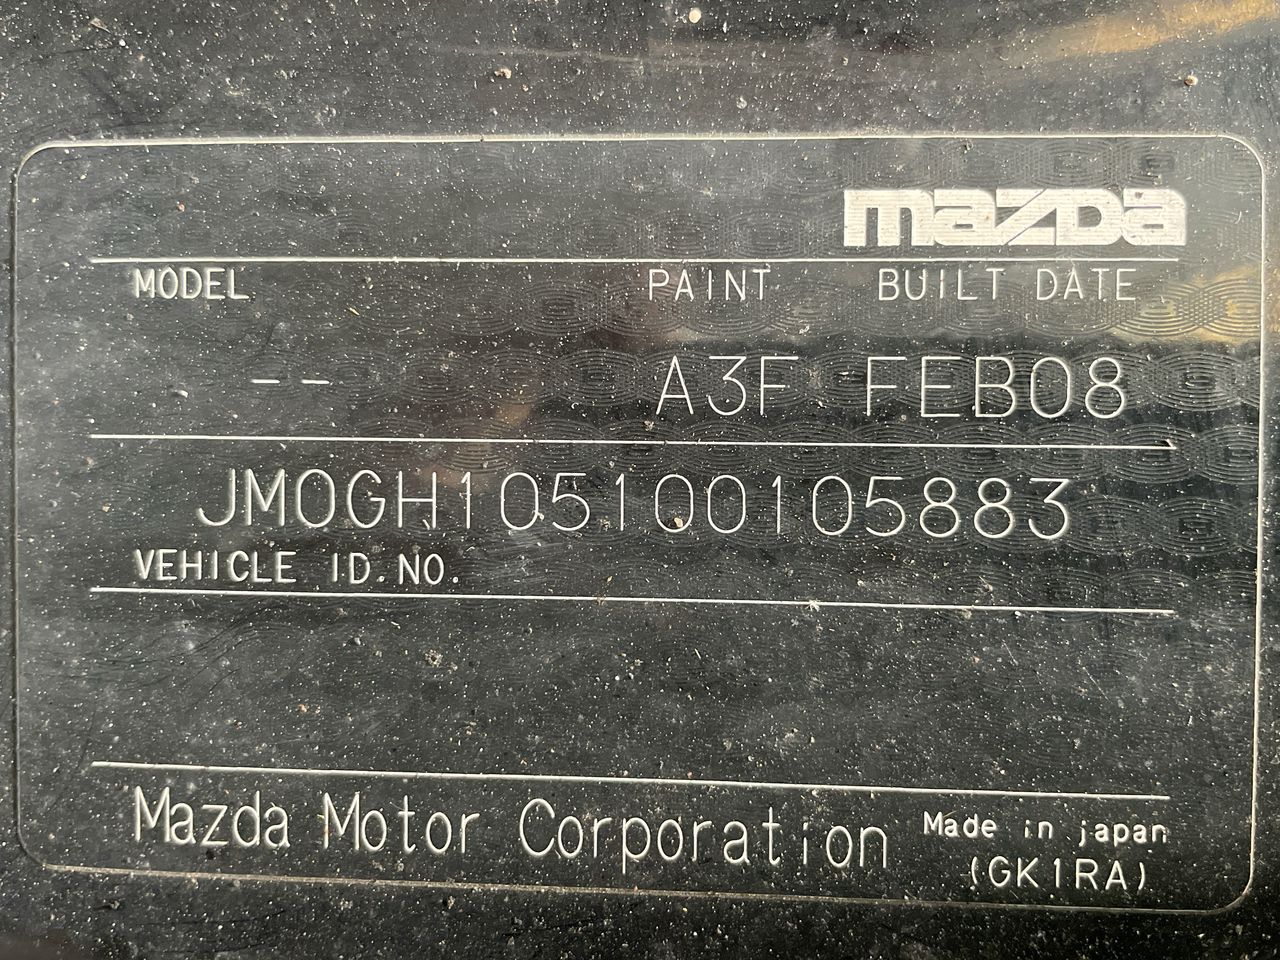 mazda
MODEL PAINT BUILT DATE
-- A3F FEB08
JM0GH105100105883
VEHICLE ID.NO.
Mazda Motor Corporation Made in japan
(GK1RA)